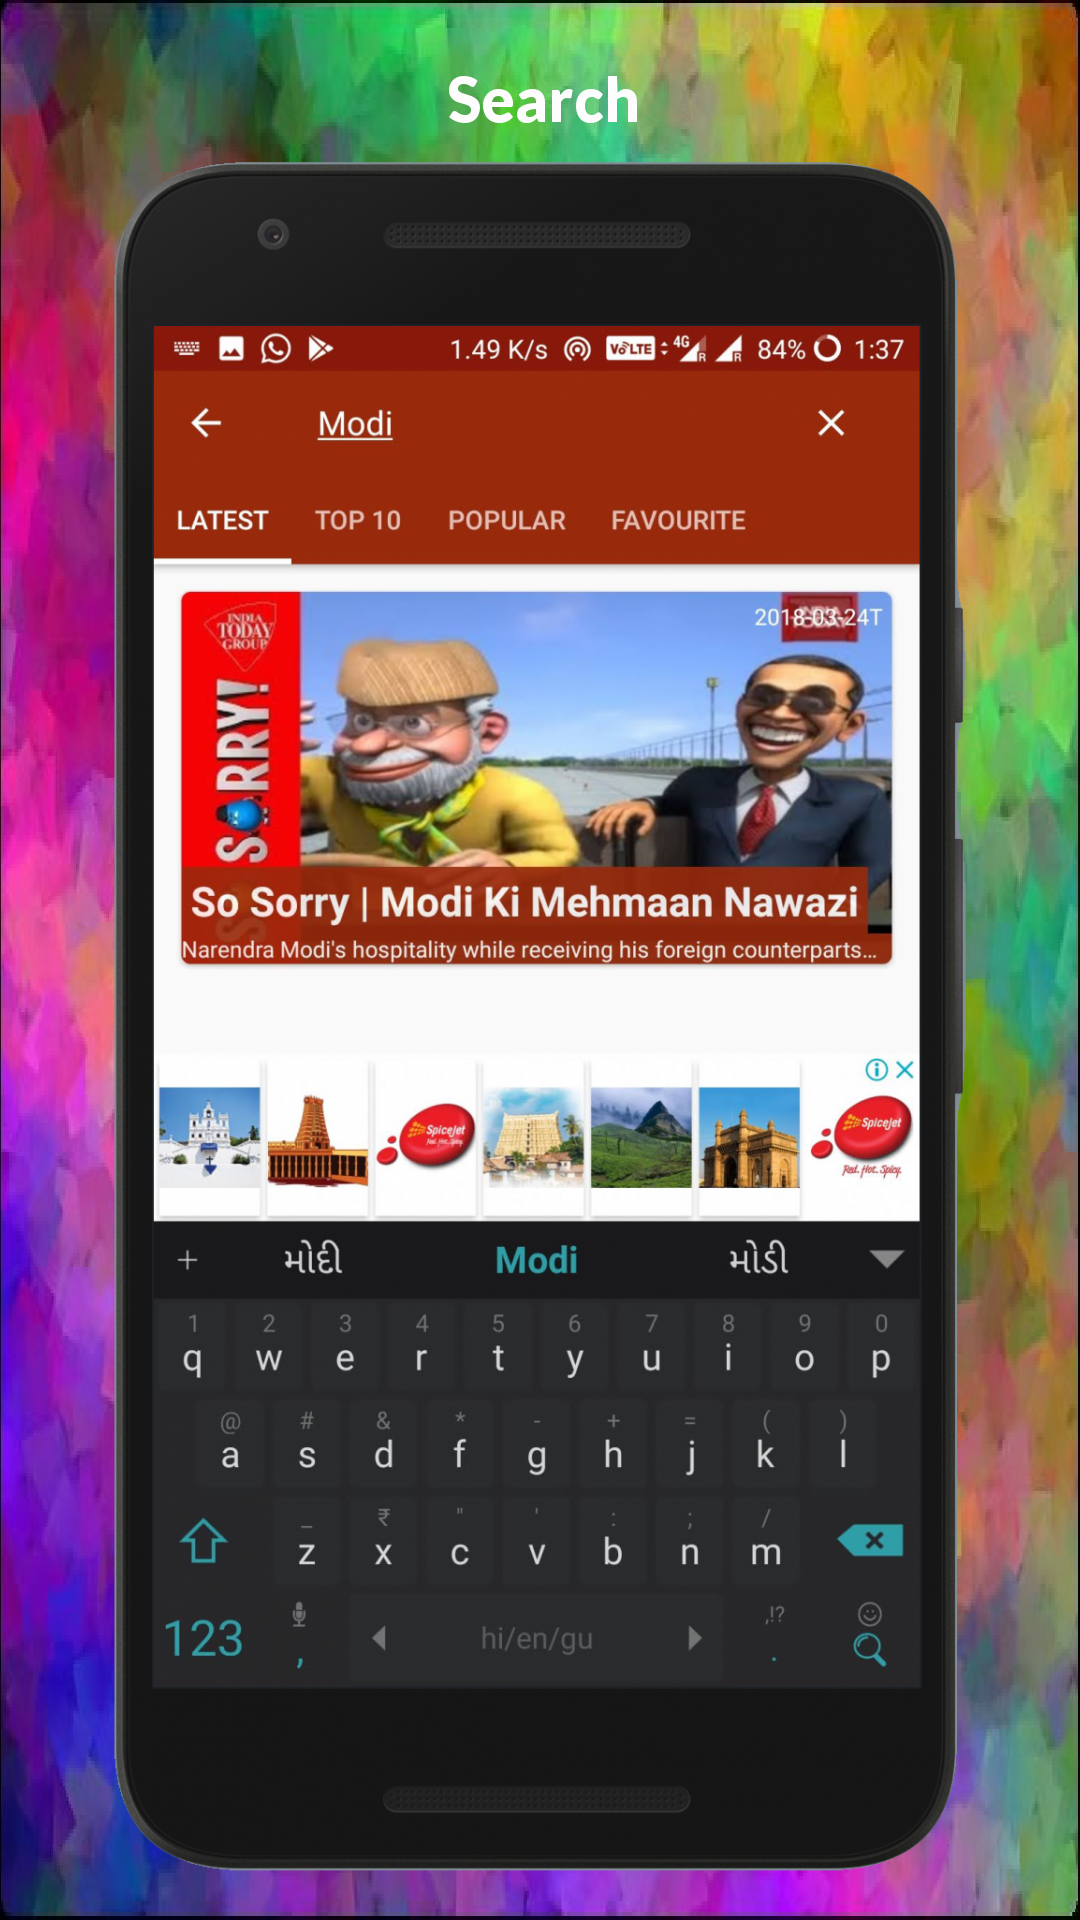 Search
1.49 K/s VoLTE 4G R R 84% 1:37
Modi
LATEST TOP 10 POPULAR FAVOURITE
INDIA
TODAY
GROUP
2018-03-24T
SORRY!
So Sorry | Modi Ki Mehmaan Nawazi
Narendra Modi's hospitality while receiving his foreign counterparts...
SpiceJet
Red. Hot. Spicy.
SpiceJet
Red. Hot. Spicy.
+ મોદી Modi મોડી
1 2 3 4 5 6 7 8 9 0
q w e r t y u i o p
@ # & * - + = ( )
a s d f g h j k l
_ ₹ " ' : ; /
z x c v b n m
,!?
123 , hi/en/gu .